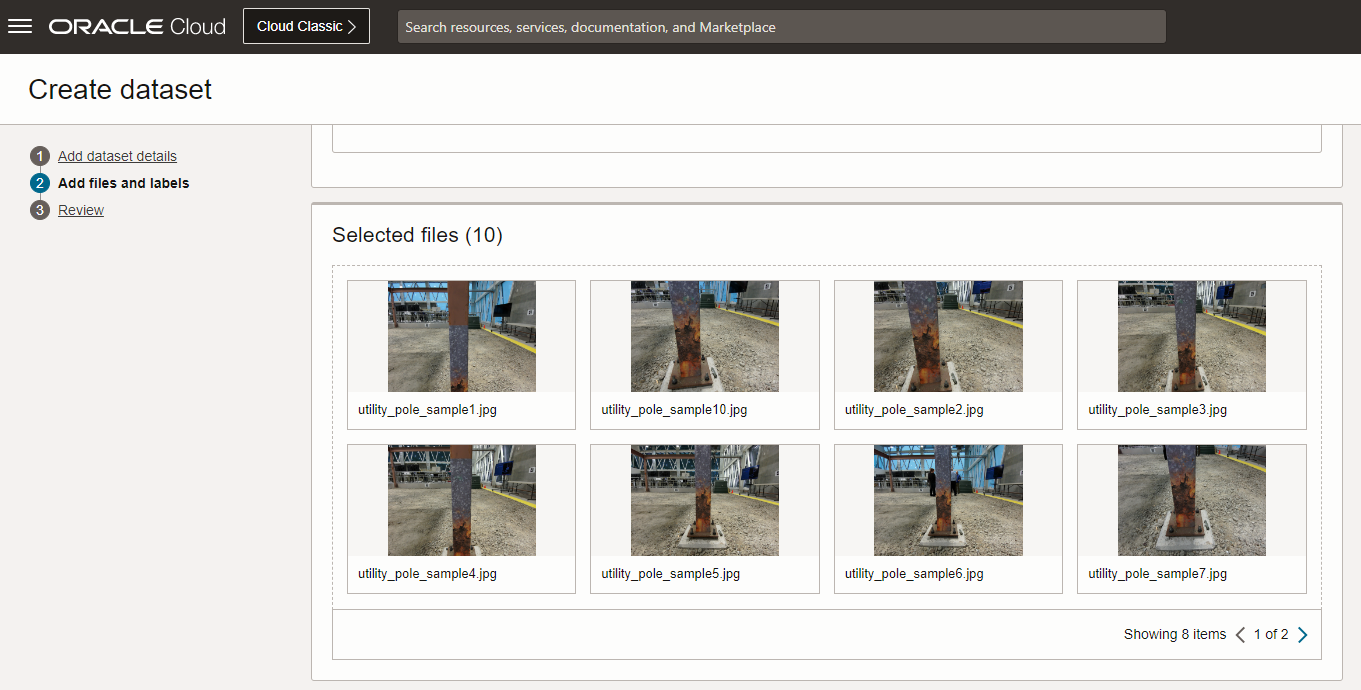 ORACLE Cloud
Cloud Classic
Search resources, services, documentation, and Marketplace
Create dataset
1 Add dataset details
2 Add files and labels
3 Review
Selected files (10)
utility_pole_sample1.jpg
utility_pole_sample10.jpg
utility_pole_sample2.jpg
utility_pole_sample3.jpg
utility_pole_sample4.jpg
utility_pole_sample5.jpg
utility_pole_sample6.jpg
utility_pole_sample7.jpg
Showing 8 items 1 of 2